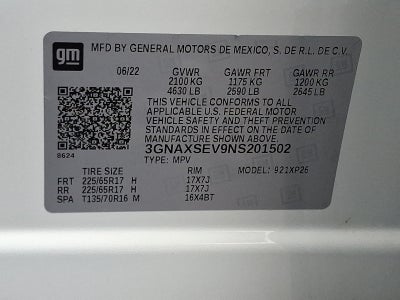 gm
MFD BY GENERAL MOTORS DE MEXICO, S. DE R.L. DE C.V.
06/22 GVWR GAWR FRT GAWR RR
2100 KG 1175 KG 1200 KG
4630 LB 2590 LB 2645 LB
THIS VEHICLE CONFORMS TO ALL
APPLICABLE U.S. FEDERAL MOTOR
VEHICLE SAFETY AND THEFT PREVENTION
STANDARDS IN EFFECT ON THE DATE OF
MANUFACTURE SHOWN ABOVE.
8624 3GNAXSEV9NS201502
TYPE: MPV MODEL: 921XP26
TIRE SIZE RIM
FRT 225/65R17 H 17X7J
RR 225/65R17 H 17X7J
SPA T135/70R16 M 16X4BT